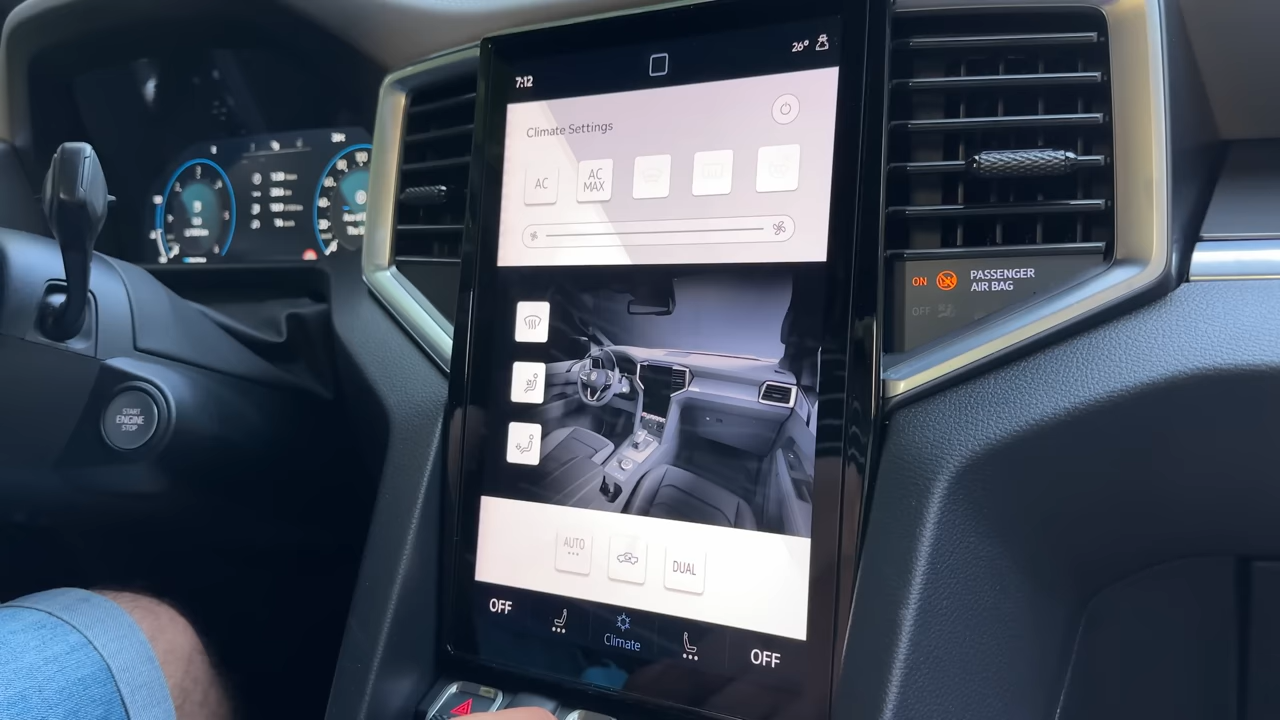 7:12
26°
Climate Settings
AC
AC
MAX
AUTO
DUAL
OFF
Climate
OFF
ON
PASSENGER
AIR BAG
OFF
START
ENGINE
STOP